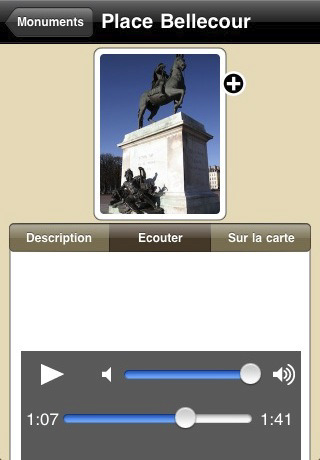 Monuments
Place Bellecour
Description
Ecouter
Sur la carte
1:07
1:41